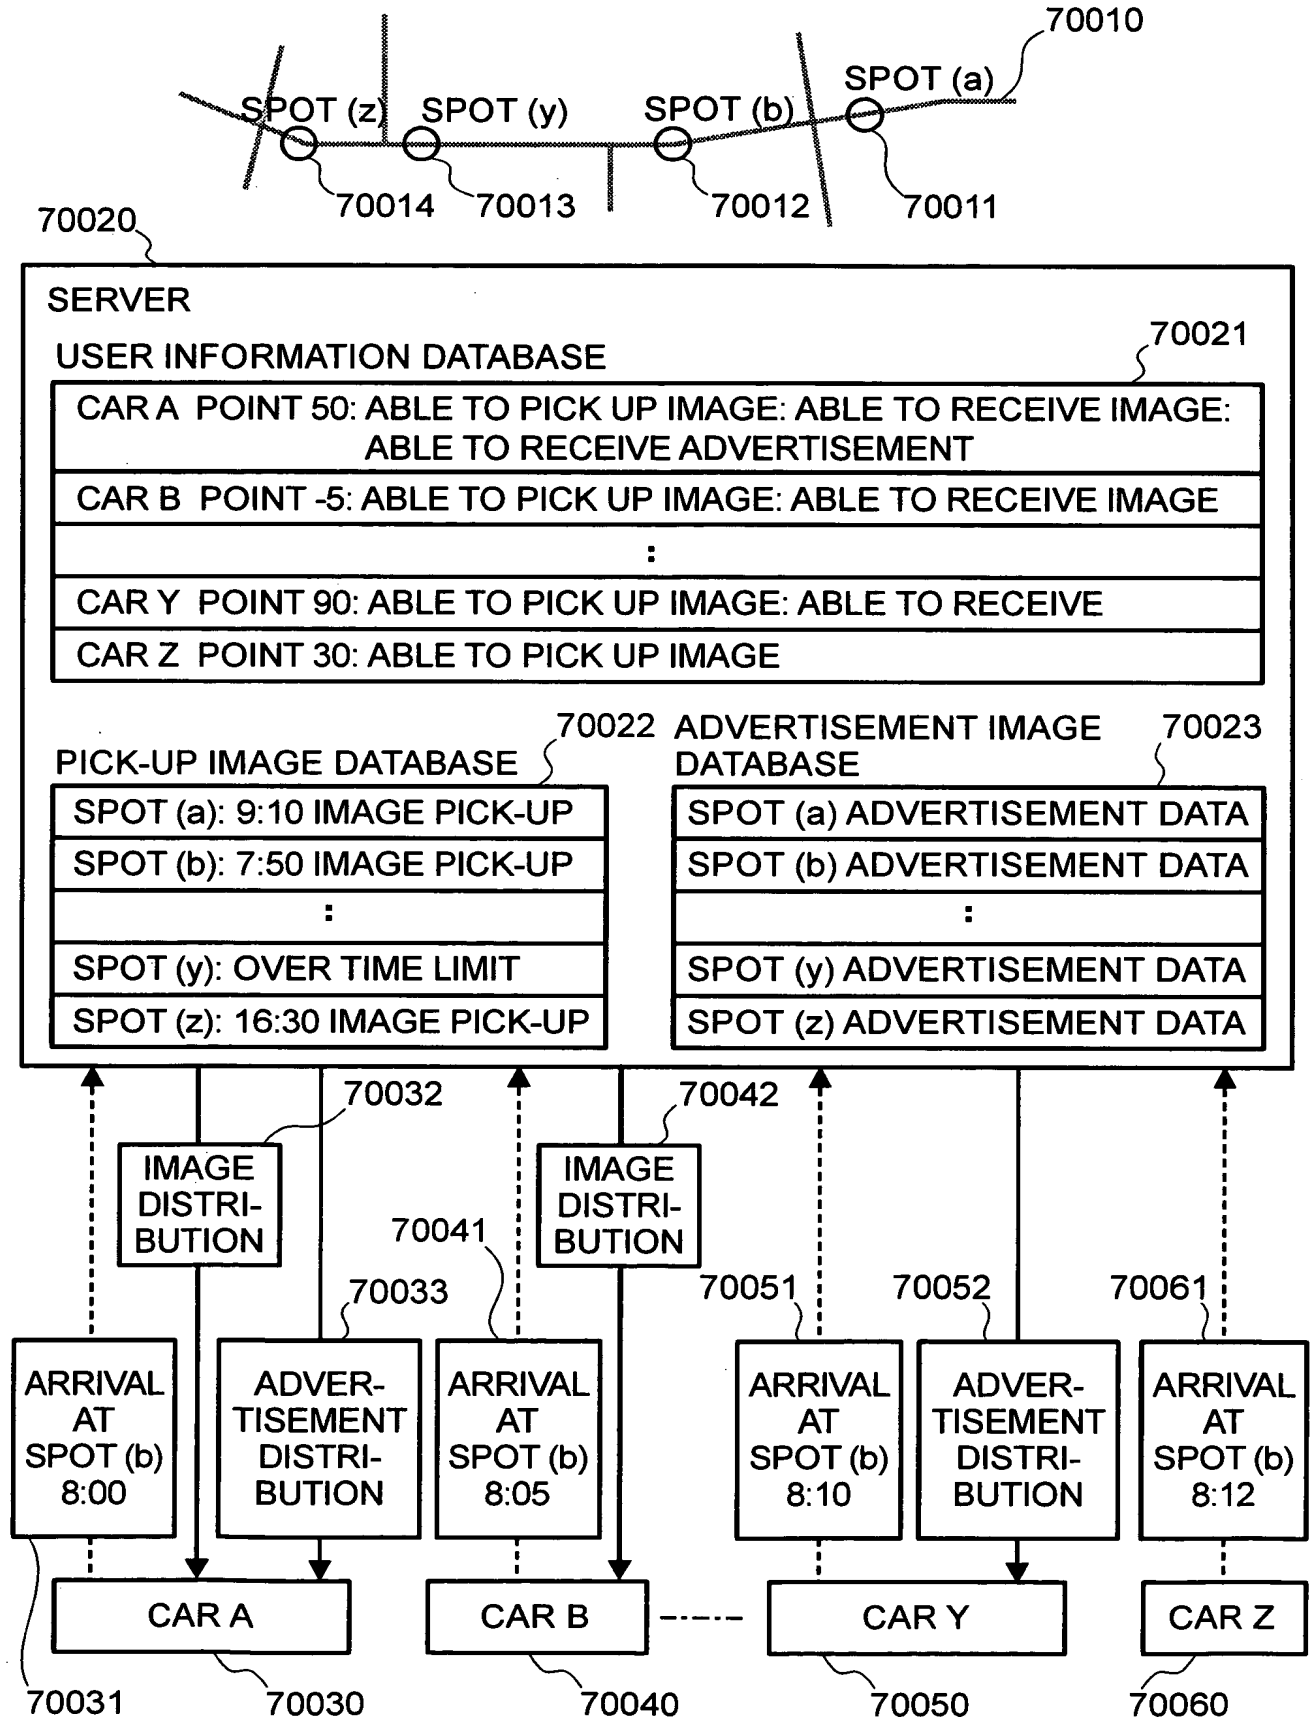 70010
SPOT (a)
SPOT (z)
SPOT (y)
SPOT (b)
70014
70013
70012
70011
70020
SERVER
70021
USER INFORMATION DATABASE
CAR A POINT 50: ABLE TO PICK UP IMAGE: ABLE TO RECEIVE IMAGE:
ABLE TO RECEIVE ADVERTISEMENT
CAR B POINT -5: ABLE TO PICK UP IMAGE: ABLE TO RECEIVE IMAGE
:
CAR Y POINT 90: ABLE TO PICK UP IMAGE: ABLE TO RECEIVE
CAR Z POINT 30: ABLE TO PICK UP IMAGE
70022
PICK-UP IMAGE DATABASE
SPOT (a): 9:10 IMAGE PICK-UP
SPOT (b): 7:50 IMAGE PICK-UP
:
SPOT (y): OVER TIME LIMIT
SPOT (z): 16:30 IMAGE PICK-UP
ADVERTISEMENT IMAGE
DATABASE
70023
SPOT (a) ADVERTISEMENT DATA
SPOT (b) ADVERTISEMENT DATA
:
SPOT (y) ADVERTISEMENT DATA
SPOT (z) ADVERTISEMENT DATA
70032
70042
IMAGE
DISTRI-
BUTION
IMAGE
DISTRI-
BUTION
70041
70033
70051
70052
70061
ARRIVAL
AT
SPOT (b)
8:00
ADVER-
TISEMENT
DISTRI-
BUTION
ARRIVAL
AT
SPOT (b)
8:05
ARRIVAL
AT
SPOT (b)
8:10
ADVER-
TISEMENT
DISTRI-
BUTION
ARRIVAL
AT
SPOT (b)
8:12
CAR A
CAR B
CAR Y
CAR Z
70031
70030
70040
70050
70060